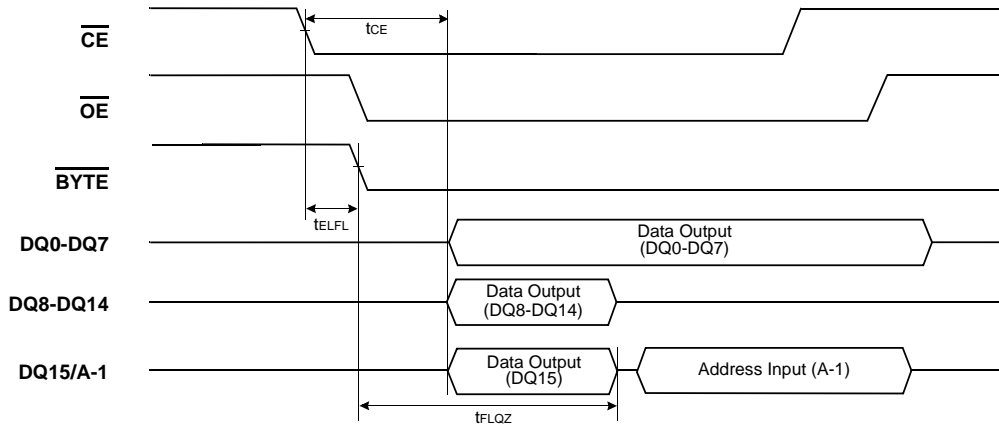 CE
tCE
OE
BYTE
tELFL
DQ0-DQ7
Data Output
(DQ0-DQ7)
DQ8-DQ14
Data Output
(DQ8-DQ14)
DQ15/A-1
Data Output
(DQ15)
Address Input (A-1)
tFLQZ